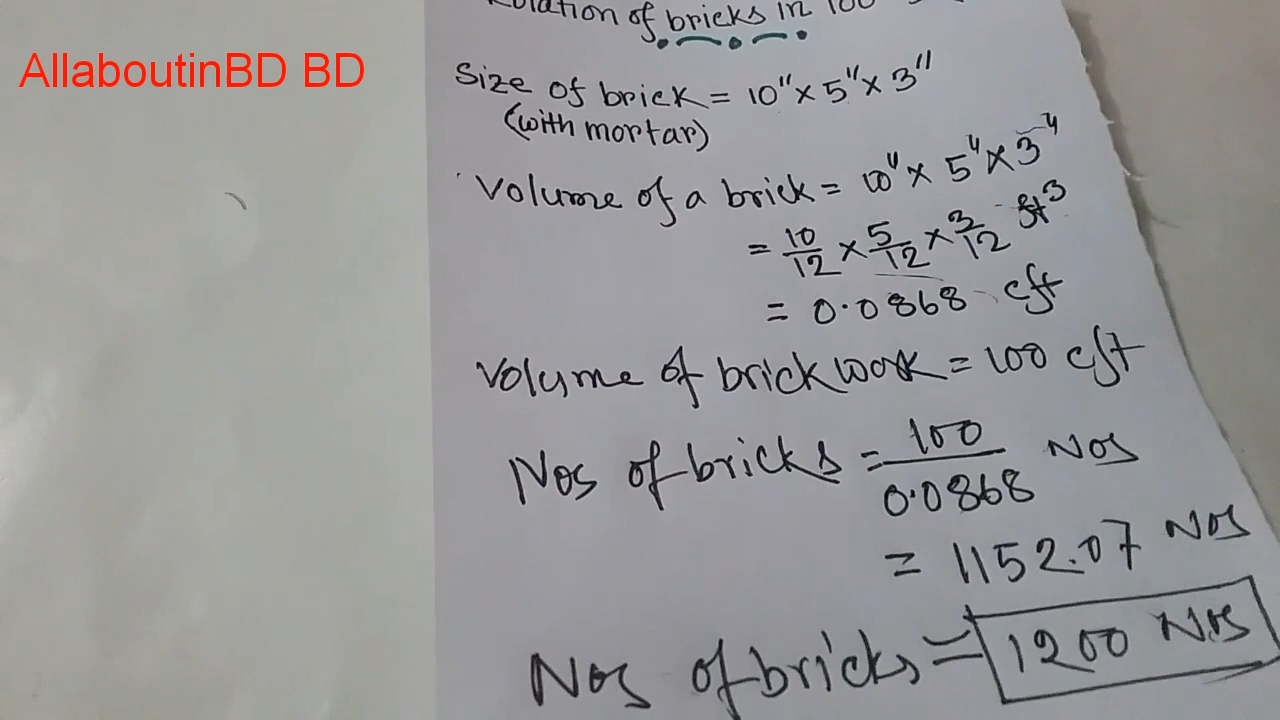 AllaboutinBD BD
of bricks in 100
Size of brick = 10" x 5" x 3"
(with mortar)
Volume of a brick = 10" x 5" x 3"
= 10/12 x 5/12 x 3/12 ft³
= 0.0868 cft
Volume of brick work = 100 cft
Nos of bricks = 100/0.0868 Nos
= 1152.07 Nos
Nos of bricks = 1200 Nos